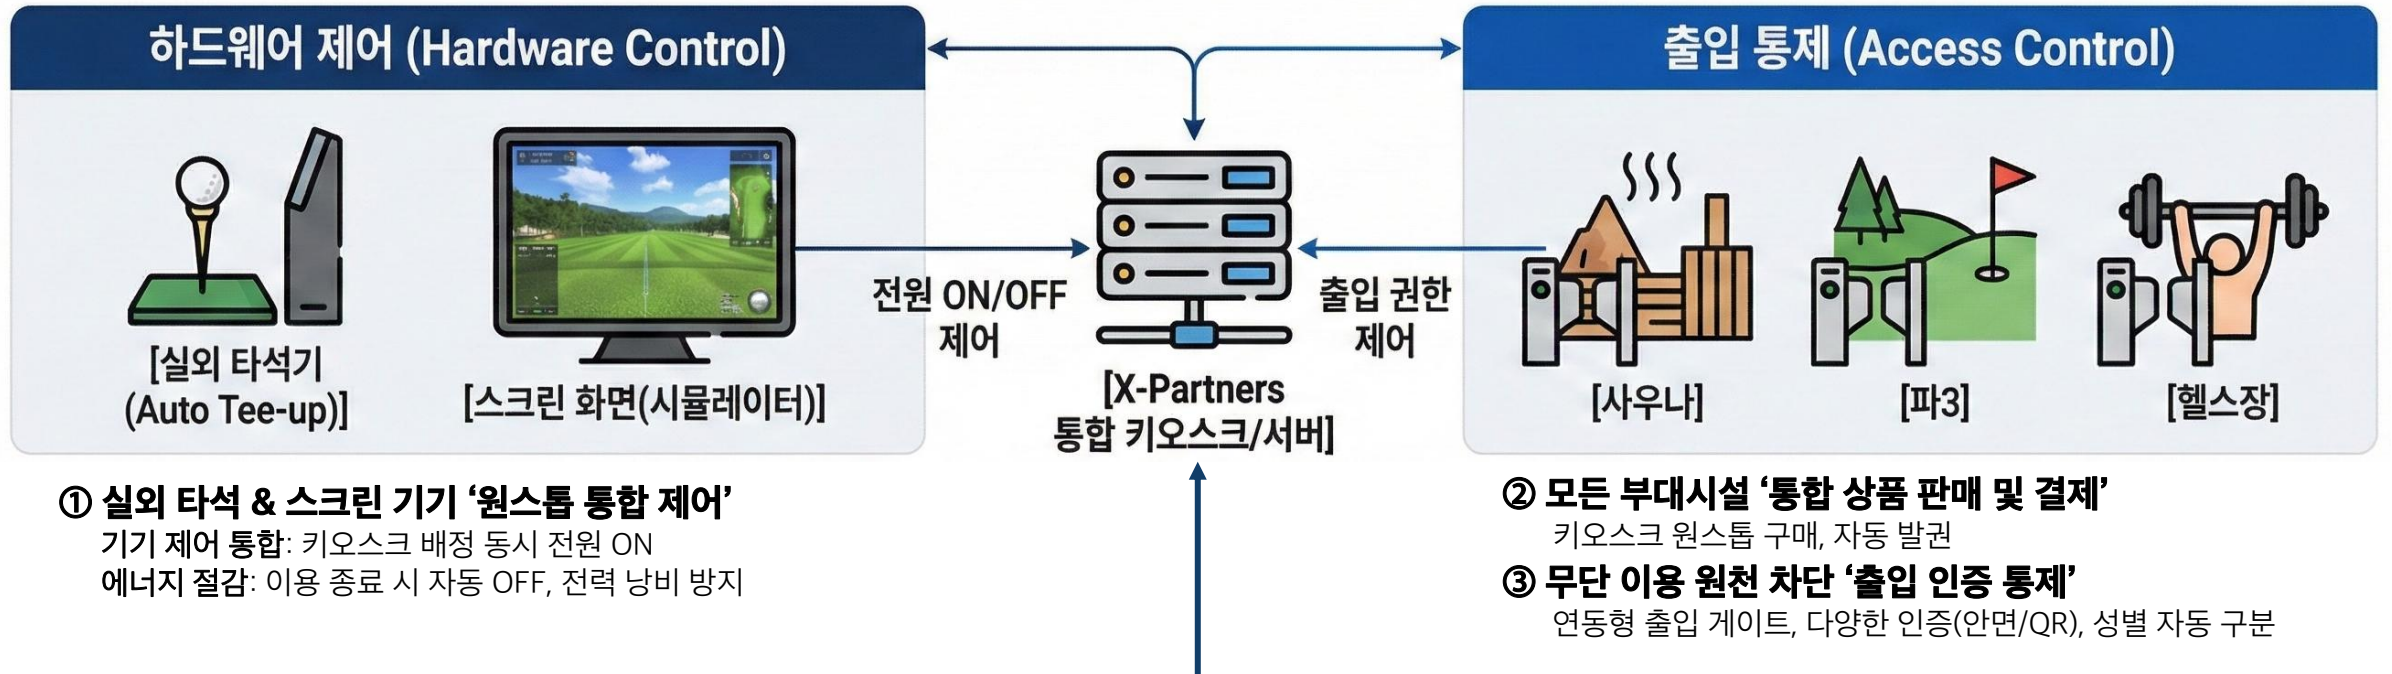 하드웨어 제어 (Hardware Control)
출입 통제 (Access Control)
전원 ON/OFF
제어
출입 권한
제어
[실외 타석기
(Auto Tee-up)]
[스크린 화면(시뮬레이터)]
[X-Partners
통합 키오스크/서버]
[사우나]
[파3]
[헬스장]
① 실외 타석 & 스크린 기기 ‘원스톱 통합 제어’
기기 제어 통합: 키오스크 배정 동시 전원 ON
에너지 절감: 이용 종료 시 자동 OFF, 전력 낭비 방지
② 모든 부대시설 ‘통합 상품 판매 및 결제’
키오스크 원스톱 구매, 자동 발권
③ 무단 이용 원천 차단 ‘출입 인증 통제’
연동형 출입 게이트, 다양한 인증(안면/QR), 성별 자동 구분